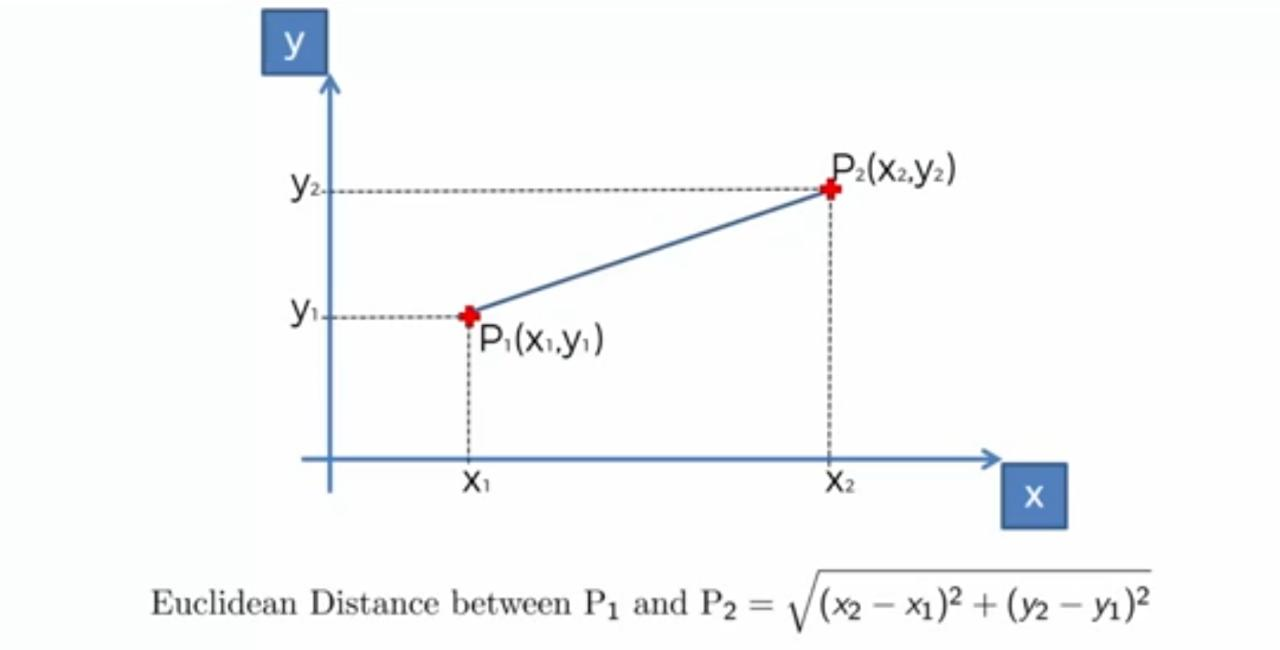 y
P₂(x₂,y₂)
y₂
y₁
P₁(x₁,y₁)
x₁
x₂
x
Euclidean Distance between P₁ and P₂ = √(x₂ − x₁)² + (y₂ − y₁)²